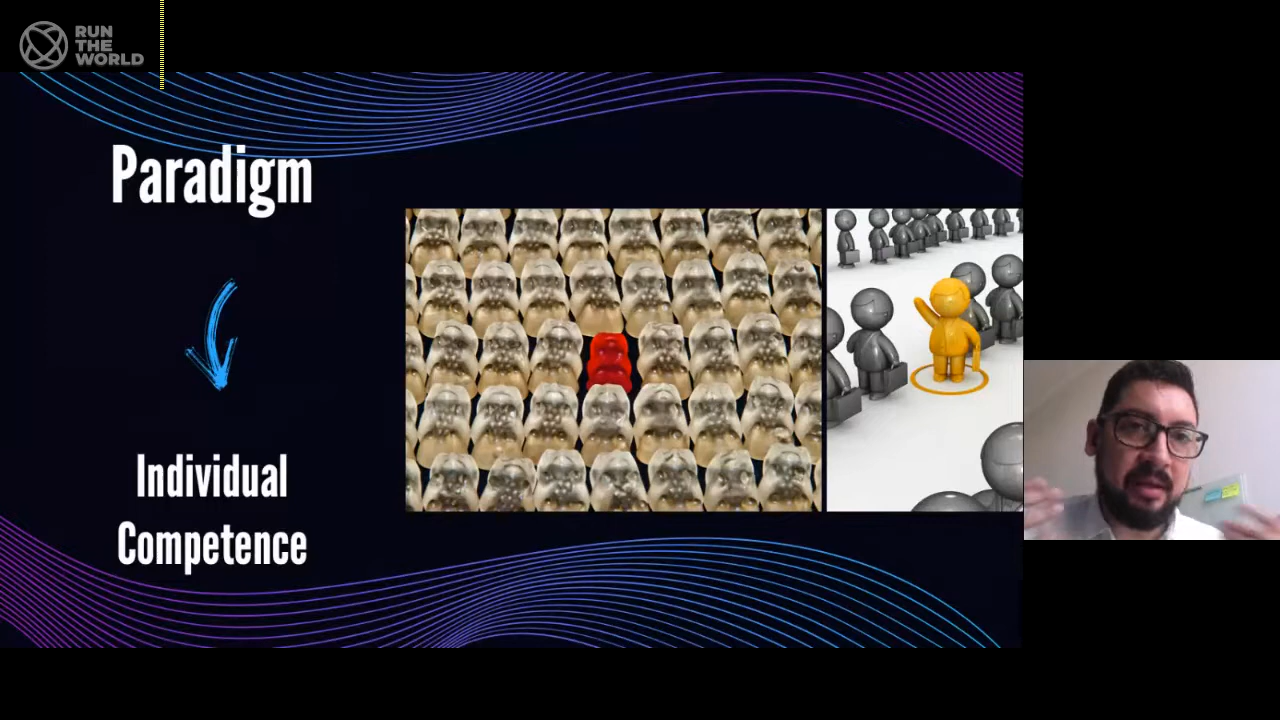 RUN
THE
WORLD
Paradigm
Individual
Competence